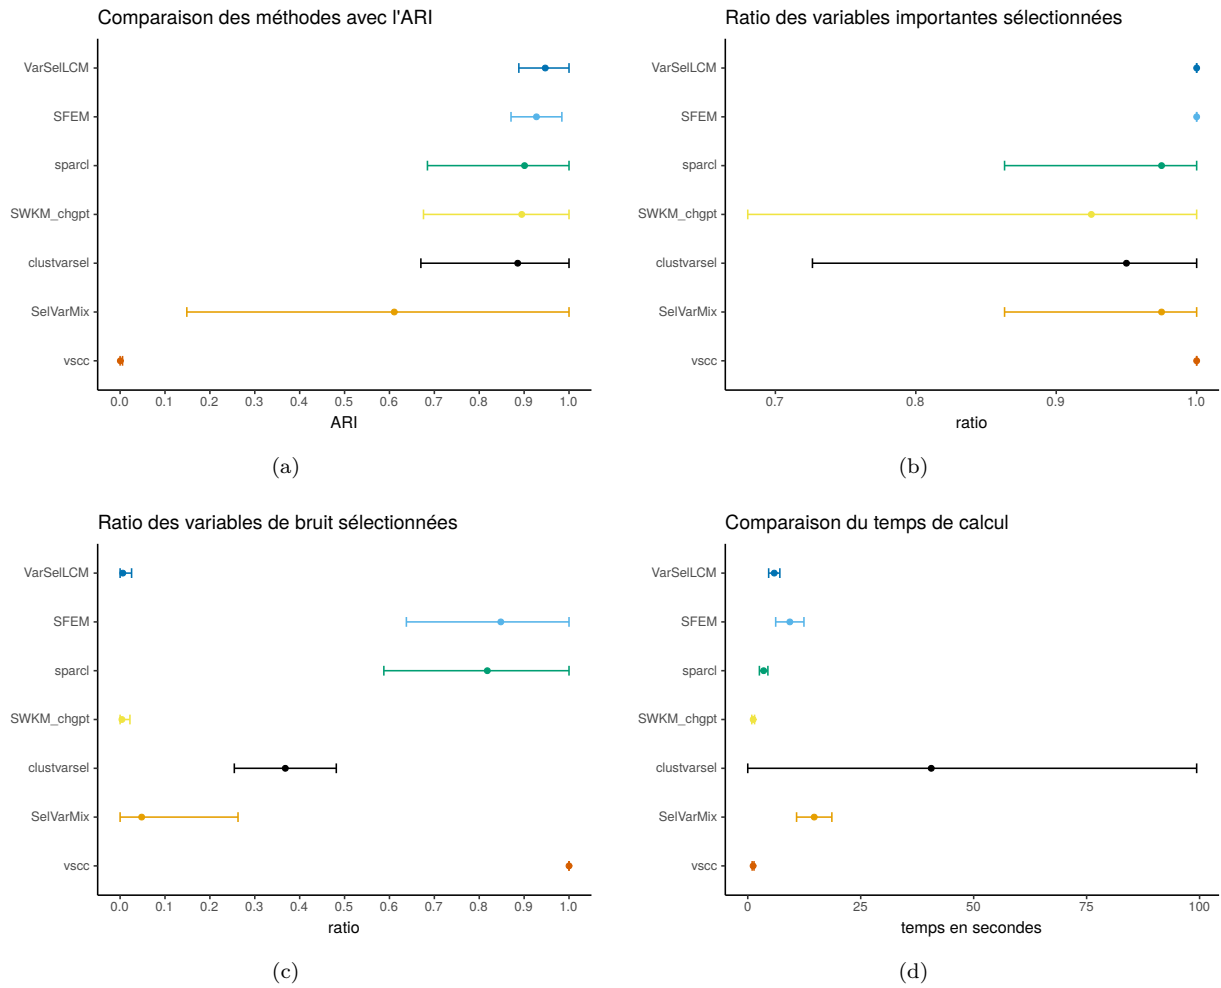 Comparaison des méthodes avec l'ARI
VarSelLCM
SFEM
sparcl
SWKM_chgpt
clustvarsel
SelVarMix
vscc
0.0 0.1 0.2 0.3 0.4 0.5 0.6 0.7 0.8 0.9 1.0
ARI
(a)
Ratio des variables importantes sélectionnées
VarSelLCM
SFEM
sparcl
SWKM_chgpt
clustvarsel
SelVarMix
vscc
0.7 0.8 0.9 1.0
ratio
(b)
Ratio des variables de bruit sélectionnées
VarSelLCM
SFEM
sparcl
SWKM_chgpt
clustvarsel
SelVarMix
vscc
0.0 0.1 0.2 0.3 0.4 0.5 0.6 0.7 0.8 0.9 1.0
ratio
(c)
Comparaison du temps de calcul
VarSelLCM
SFEM
sparcl
SWKM_chgpt
clustvarsel
SelVarMix
vscc
0 25 50 75 100
temps en secondes
(d)